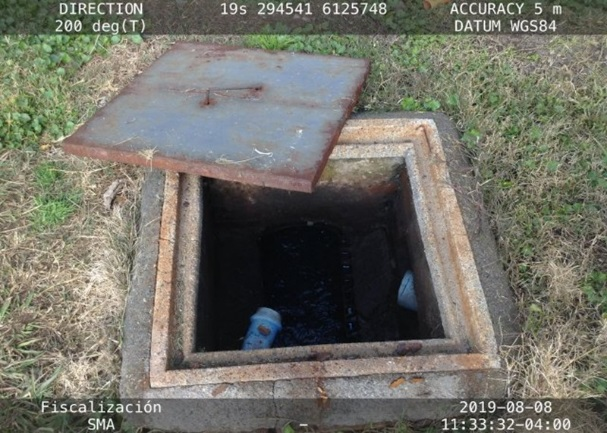 DIRECTION
200 deg(T)
19s 294541 6125748
ACCURACY 5 m
DATUM WGS84
Fiscalización
SMA
–
2019-08-08
11:33:32-04:00